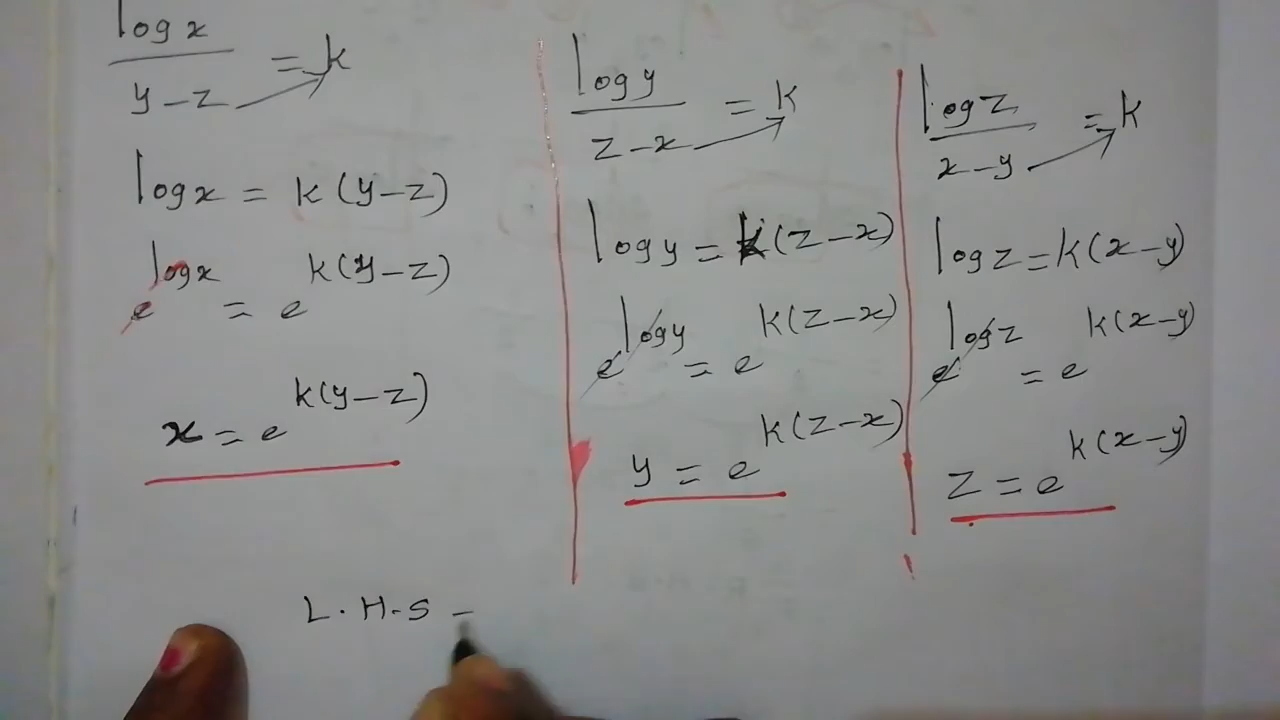 log x / y - z = k
log x = k (y - z)
e^log x = e^k(y - z)
x = e^k(y - z)
log y / z - x = k
log y = k (z - x)
e^log y = e^k(z - x)
y = e^k(z - x)
log z / x - y = k
log z = k (x - y)
e^log z = e^k(x - y)
z = e^k(x - y)
L.H.S -